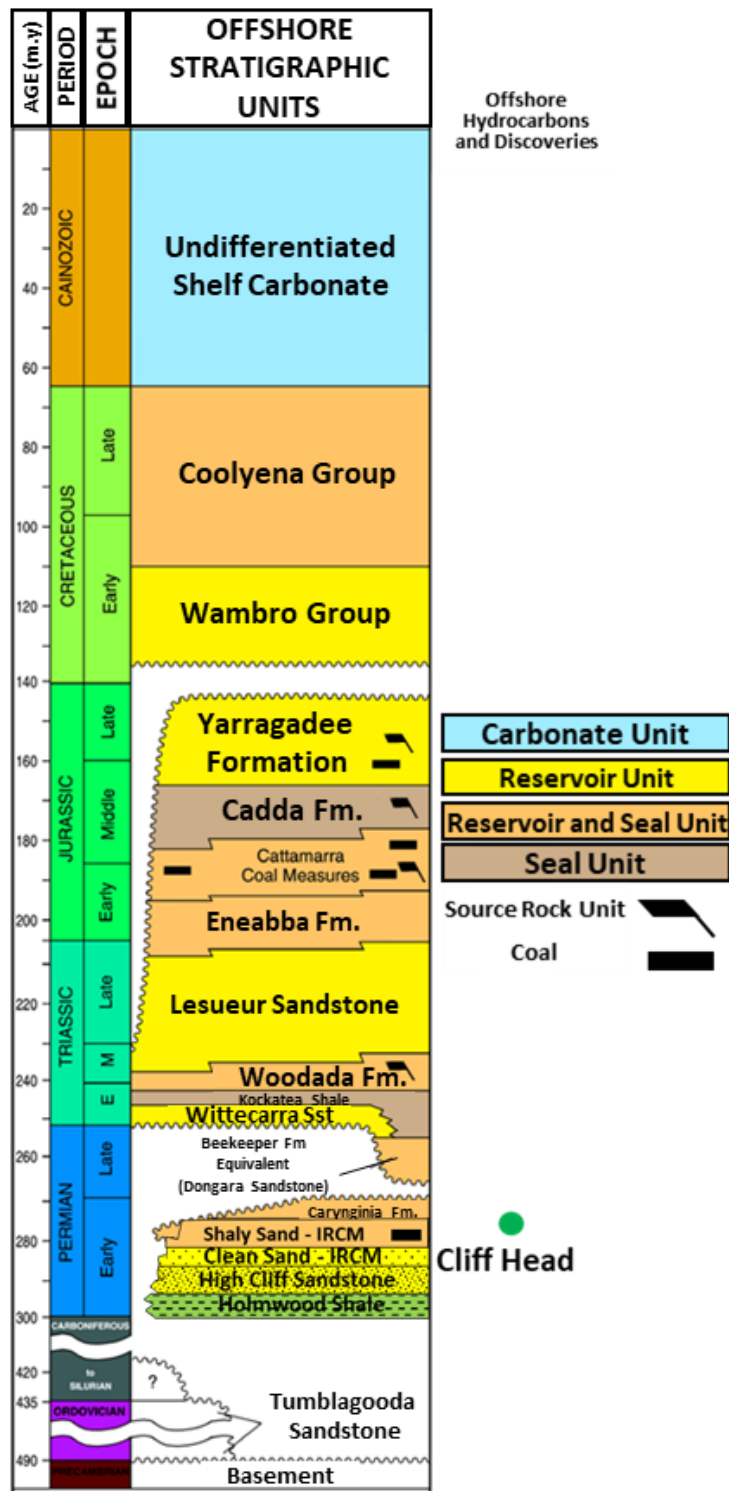 AGE (m.y)
PERIOD
EPOCH
OFFSHORE
STRATIGRAPHIC
UNITS
Offshore
Hydrocarbons
and Discoveries
20
40
60
80
100
120
140
160
180
200
220
240
260
280
300
420
435
490
CAINOZOIC
CRETACEOUS
JURASSIC
TRIASSIC
PERMIAN
CARBONIFEROUS
to
SILURIAN
ORDOVICIAN
PRECAMBRIAN
Late
Early
Late
Middle
Early
Late
M
E
Late
Early
Undifferentiated
Shelf Carbonate
Coolyena Group
Wambro Group
Yarragadee
Formation
Cadda Fm.
Cattamarra
Coal Measures
Eneabba Fm.
Lesueur Sandstone
Woodada Fm.
Kockatea Shale
Wittecarra Sst
Beekeeper Fm
Equivalent
(Dongara Sandstone)
Carynginia Fm.
Shaly Sand - IRCM
Clean Sand - IRCM
High Cliff Sandstone
Holmwood Shale
?
Tumblagooda
Sandstone
Basement
Carbonate Unit
Reservoir Unit
Reservoir and Seal Unit
Seal Unit
Source Rock Unit
Coal
Cliff Head